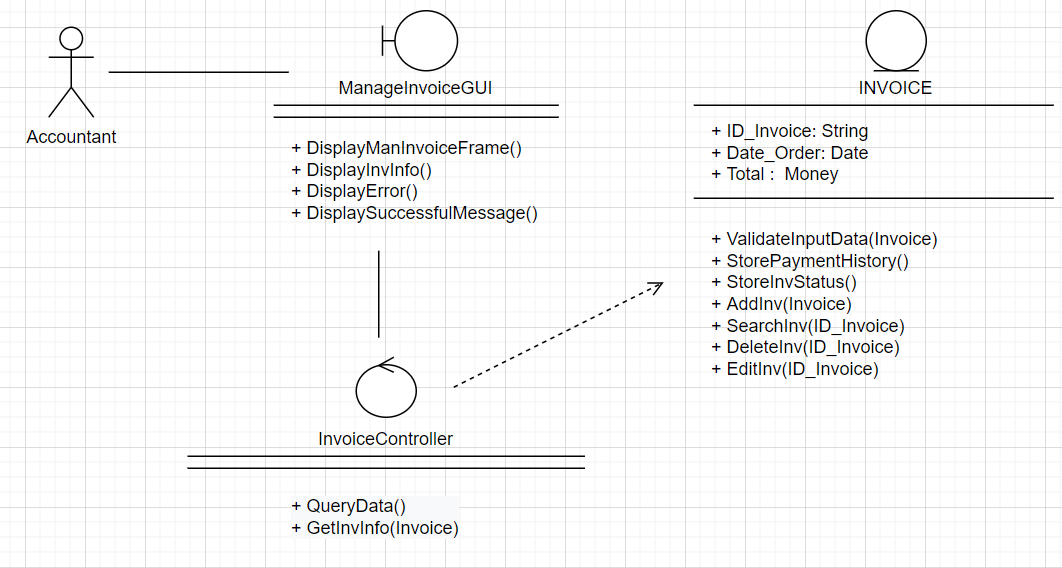 Accountant
ManageInvoiceGUI
+ DisplayManInvoiceFrame()
+ DisplayInvInfo()
+ DisplayError()
+ DisplaySuccessfulMessage()
INVOICE
+ ID_Invoice: String
+ Date_Order: Date
+ Total :  Money
+ ValidateInputData(Invoice)
+ StorePaymentHistory()
+ StoreInvStatus()
+ AddInv(Invoice)
+ SearchInv(ID_Invoice)
+ DeleteInv(ID_Invoice)
+ EditInv(ID_Invoice)
InvoiceController
+ QueryData()
+ GetInvInfo(Invoice)